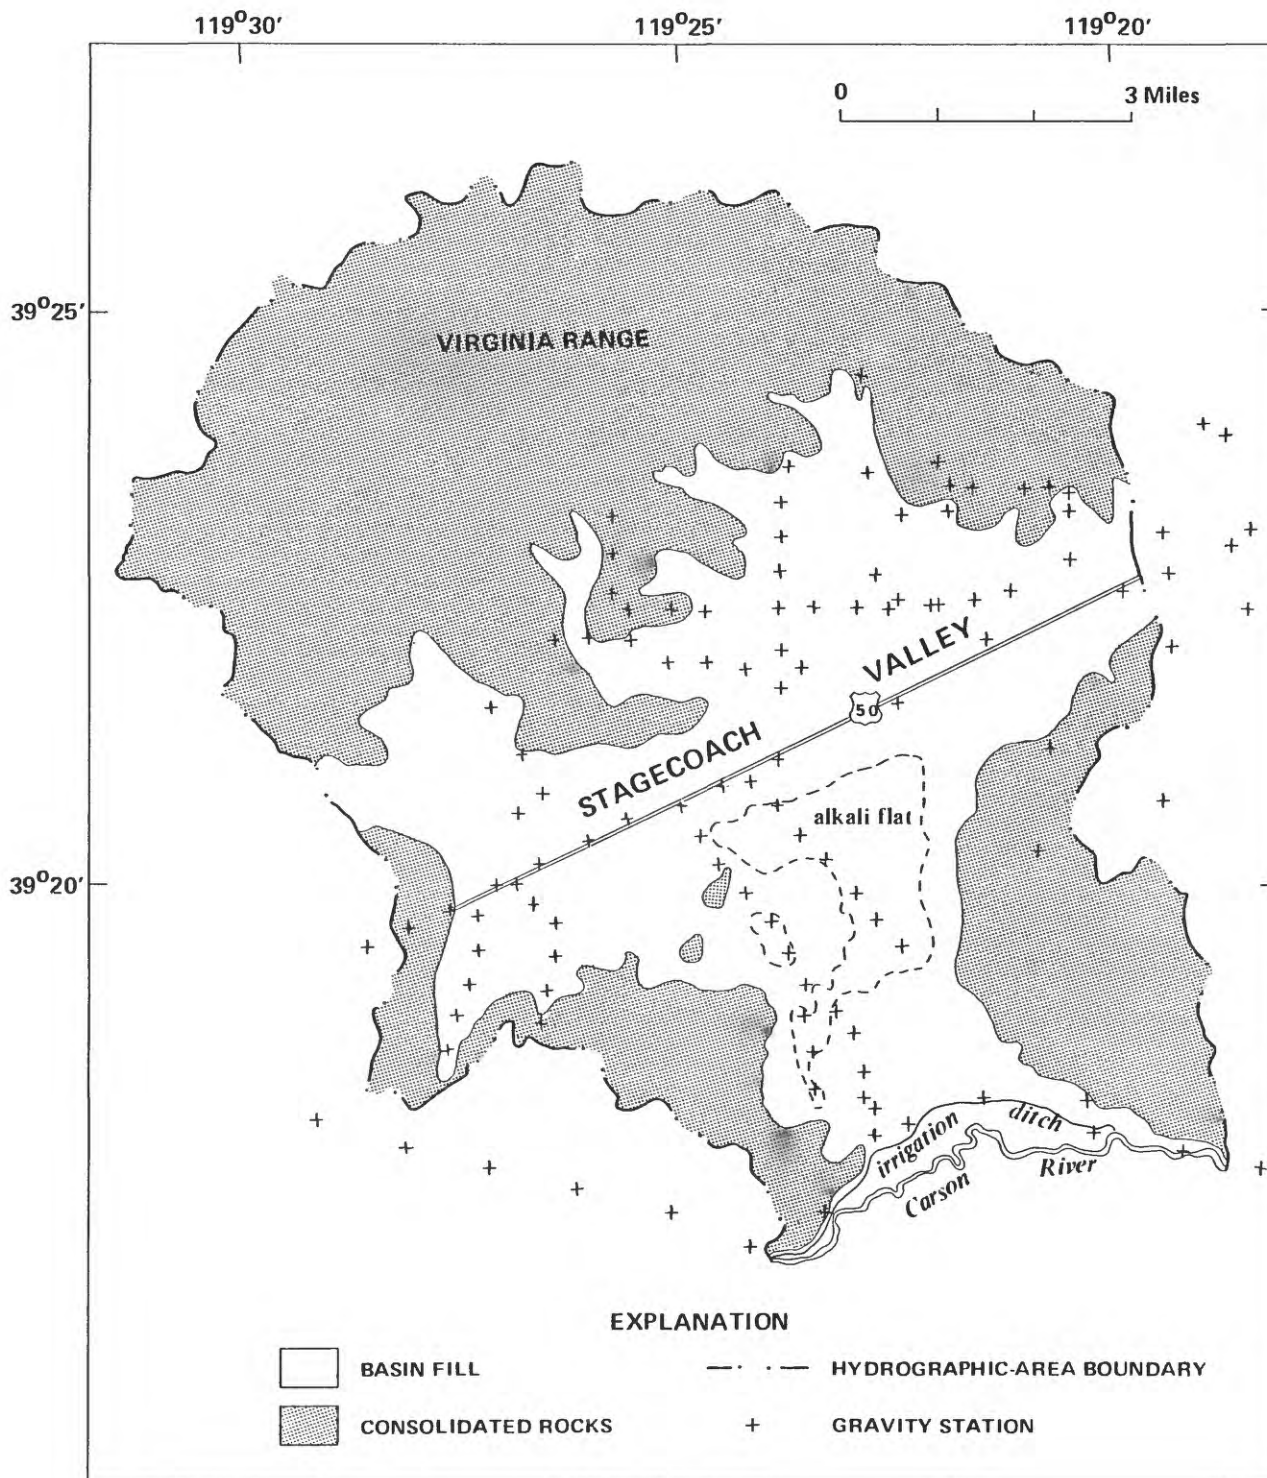 119°30′ 119°25′ 119°20′
0 3 Miles
39°25′
VIRGINIA RANGE
VALLEY
50
STAGECOACH
alkali flat
39°20′
irrigation ditch
Carson River
EXPLANATION
BASIN FILL
HYDROGRAPHIC-AREA BOUNDARY
CONSOLIDATED ROCKS
GRAVITY STATION